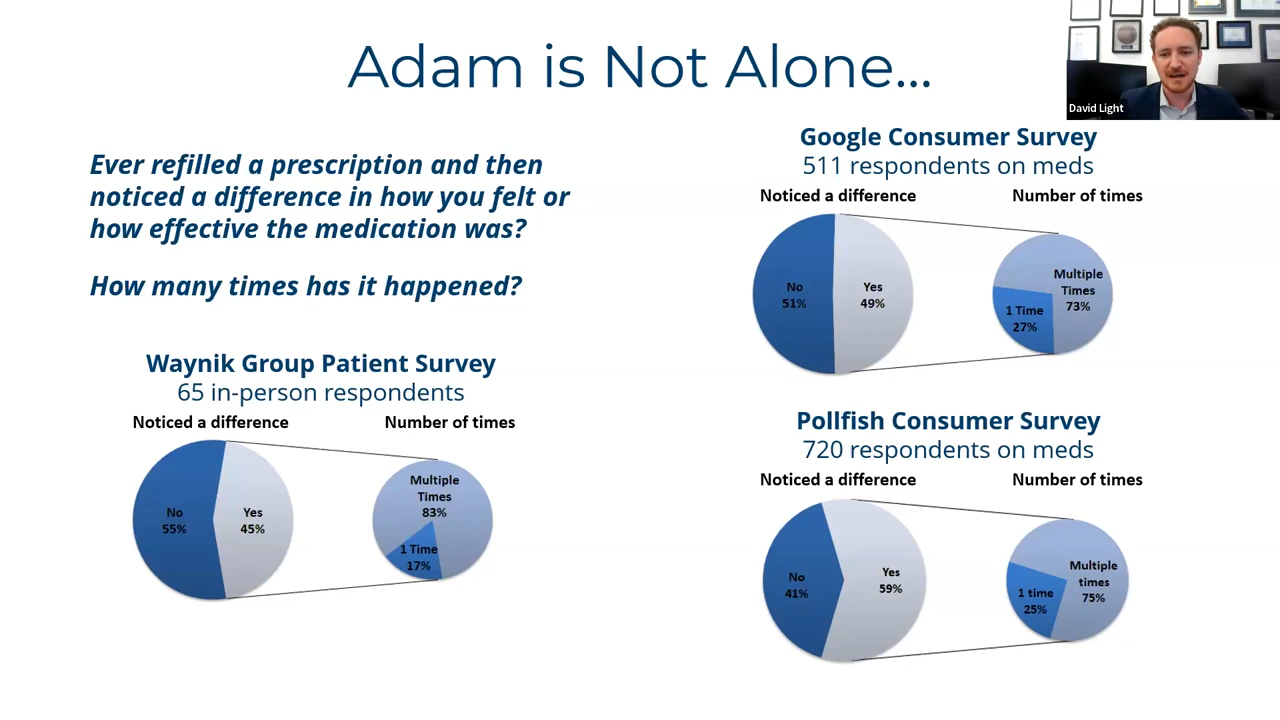 Adam is Not Alone...
David Light
Ever refilled a prescription and then
noticed a difference in how you felt or
how effective the medication was?
How many times has it happened?
Waynik Group Patient Survey
65 in-person respondents
Noticed a difference
Number of times
No
55%
Yes
45%
Multiple
Times
83%
1 Time
17%
Google Consumer Survey
511 respondents on meds
Noticed a difference
Number of times
No
51%
Yes
49%
Multiple
Times
73%
1 Time
27%
Pollfish Consumer Survey
720 respondents on meds
Noticed a difference
Number of times
No
41%
Yes
59%
Multiple
times
75%
1 time
25%